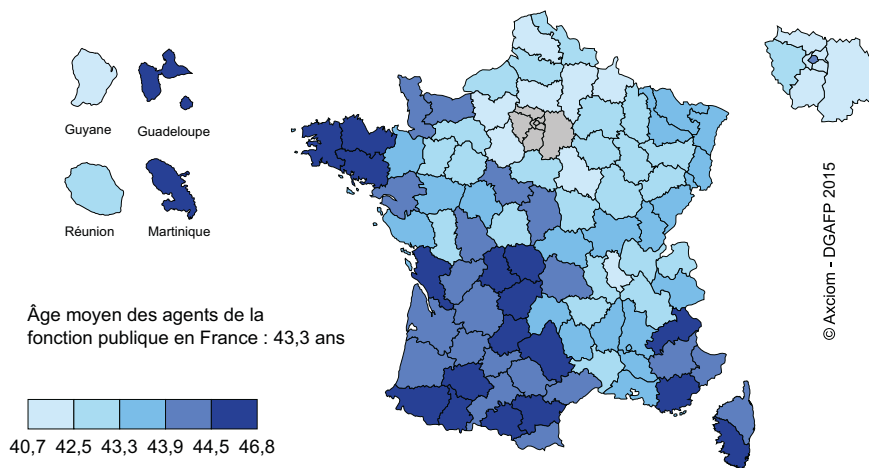 Guyane
Guadeloupe
Réunion
Martinique
Âge moyen des agents de la
fonction publique en France : 43,3 ans
40,7 42,5 43,3 43,9 44,5 46,8
© Axciom - DGAFP 2015